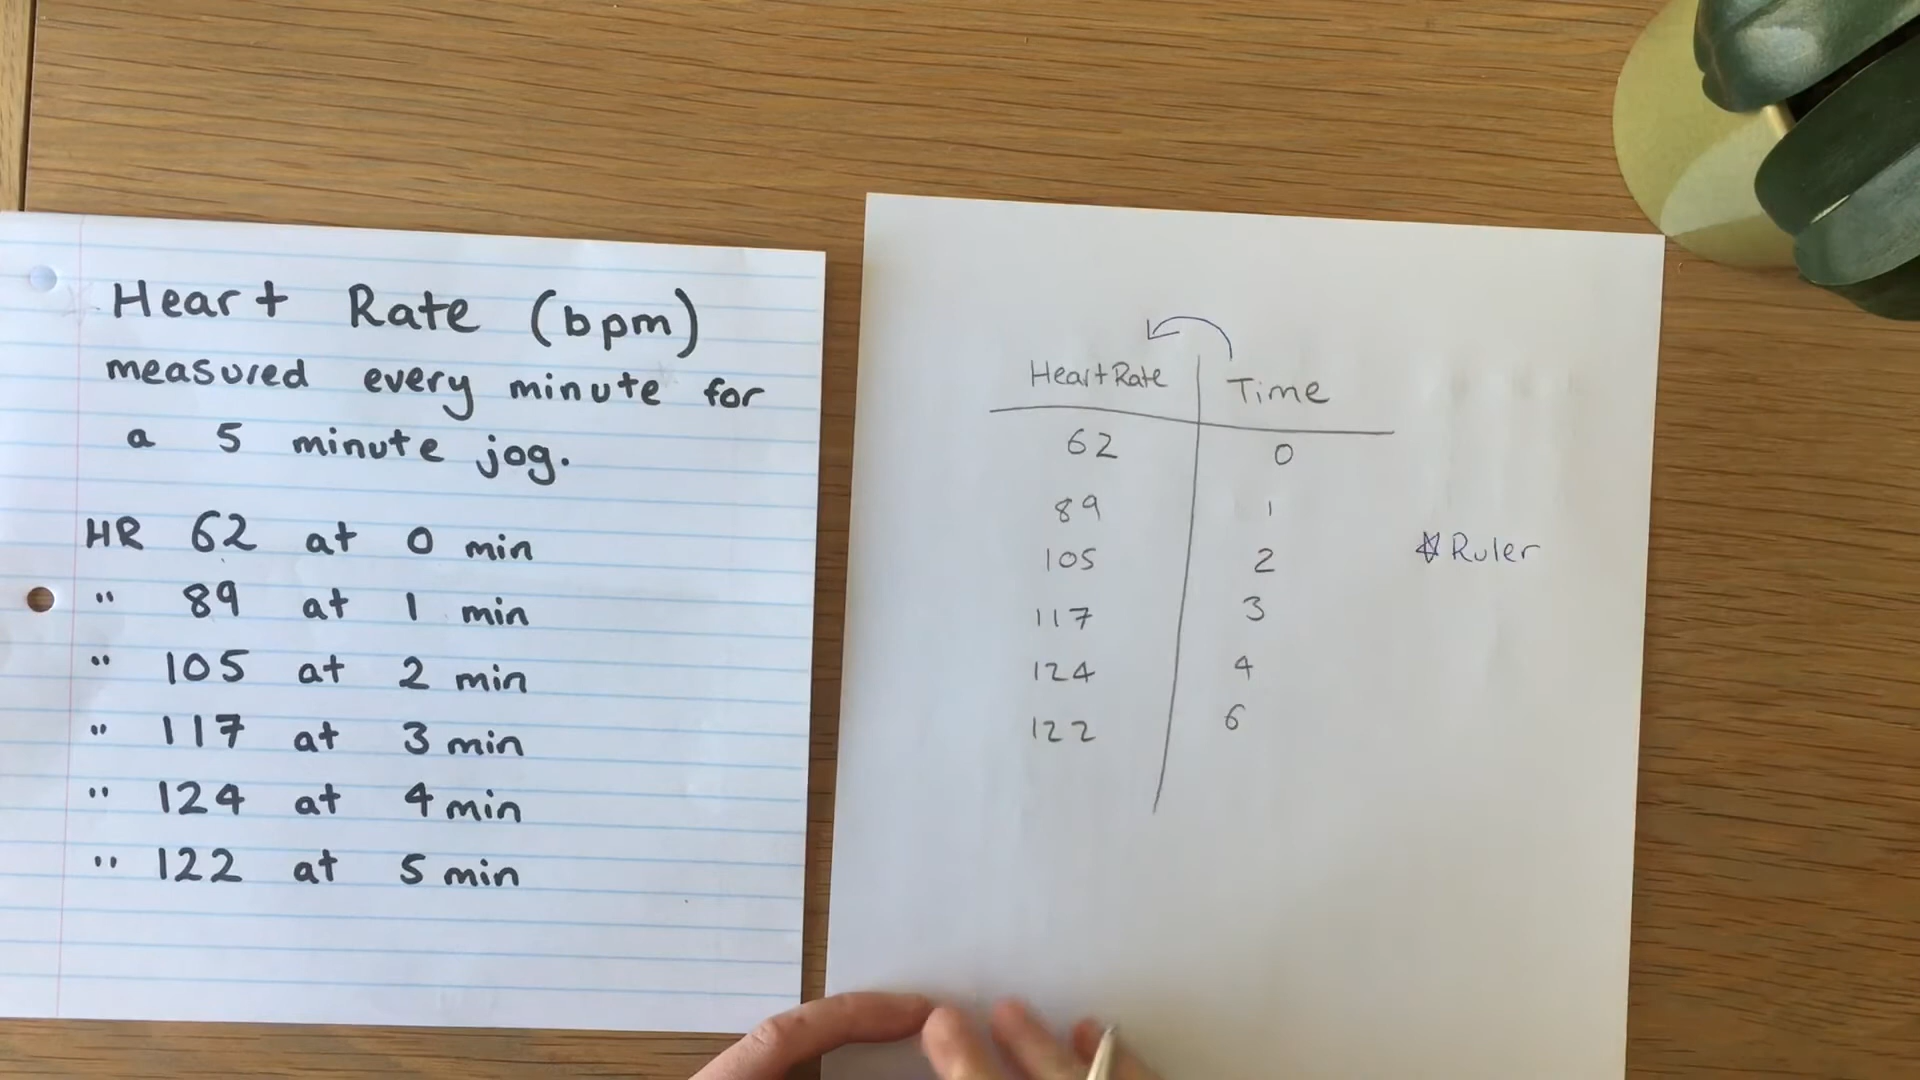 Heart Rate (bpm)
measured every minute for
a 5 minute jog.
HR 62 at 0 min
" 89 at 1 min
" 105 at 2 min
" 117 at 3 min
" 124 at 4 min
" 122 at 5 min
Heart Rate Time
62 0
89 1
105 2
117 3
124 4
122 6
☆ Ruler